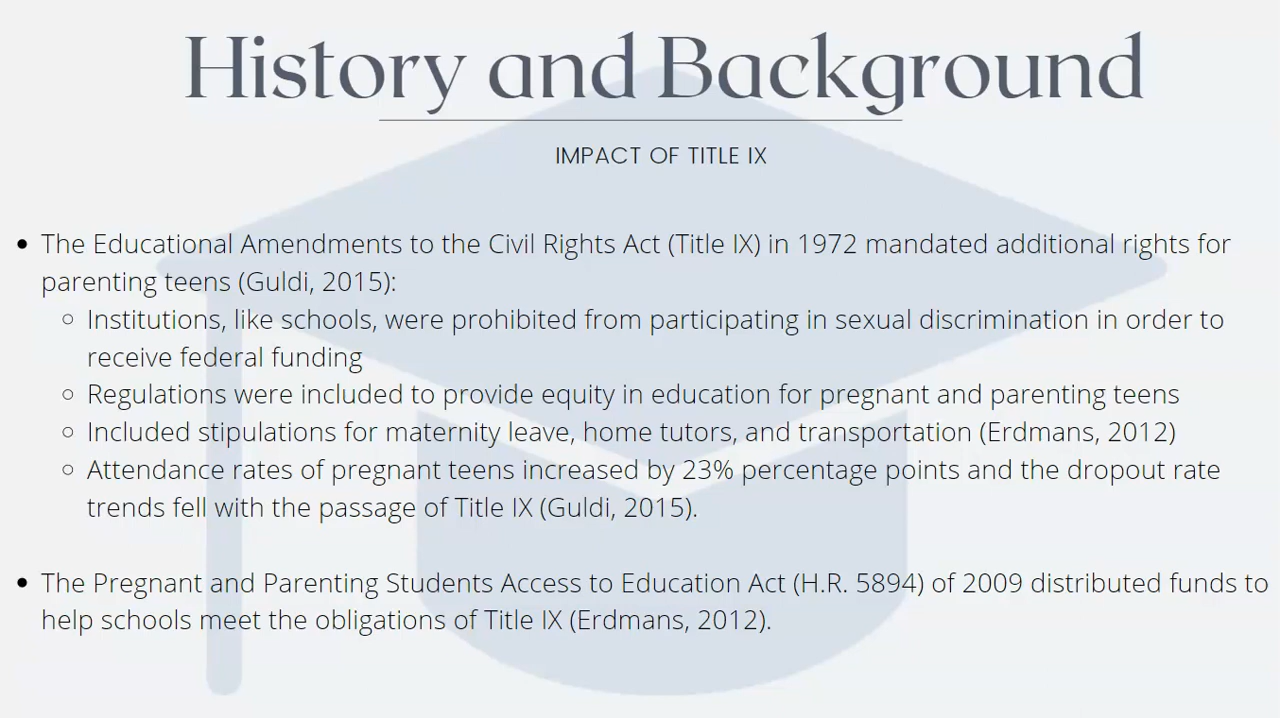 History and Background
IMPACT OF TITLE IX
• The Educational Amendments to the Civil Rights Act (Title IX) in 1972 mandated additional rights for
parenting teens (Guldi, 2015):
○ Institutions, like schools, were prohibited from participating in sexual discrimination in order to
receive federal funding
○ Regulations were included to provide equity in education for pregnant and parenting teens
○ Included stipulations for maternity leave, home tutors, and transportation (Erdmans, 2012)
○ Attendance rates of pregnant teens increased by 23% percentage points and the dropout rate
trends fell with the passage of Title IX (Guldi, 2015).
• The Pregnant and Parenting Students Access to Education Act (H.R. 5894) of 2009 distributed funds to
help schools meet the obligations of Title IX (Erdmans, 2012).